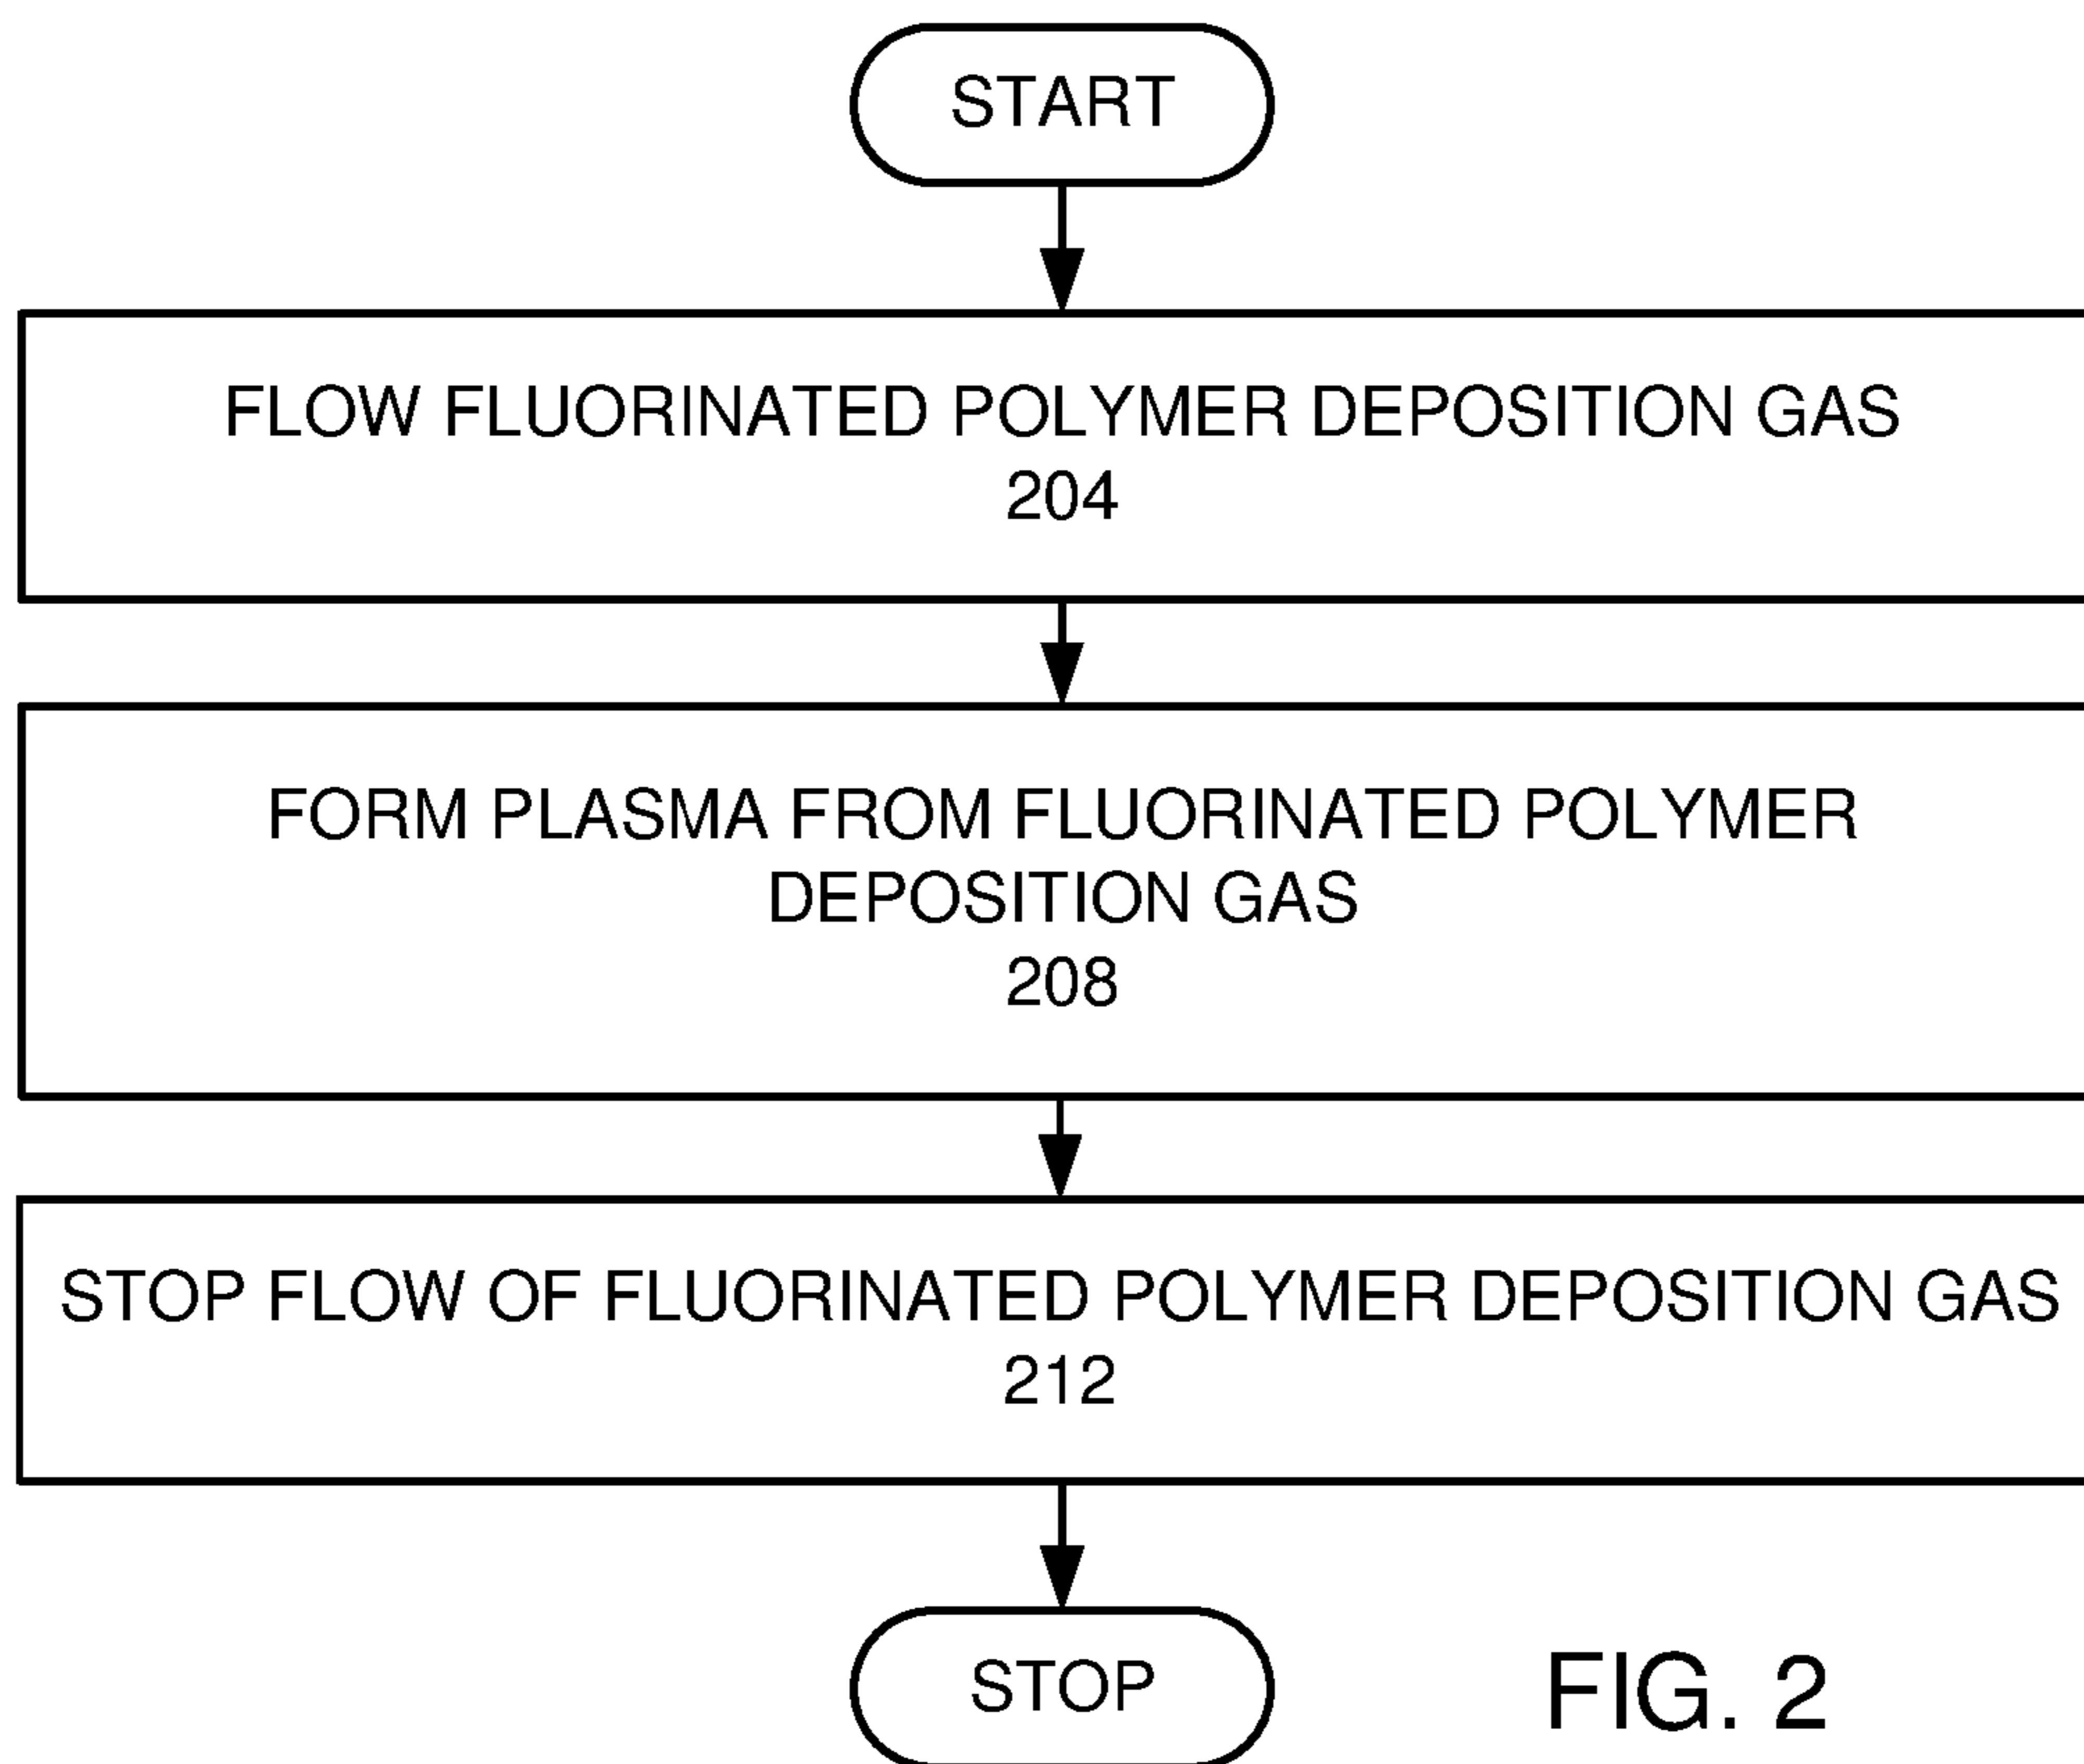 START
FLOW FLUORINATED POLYMER DEPOSITION GAS
204
FORM PLASMA FROM FLUORINATED POLYMER
DEPOSITION GAS
208
STOP FLOW OF FLUORINATED POLYMER DEPOSITION GAS
212
STOP
FIG. 2